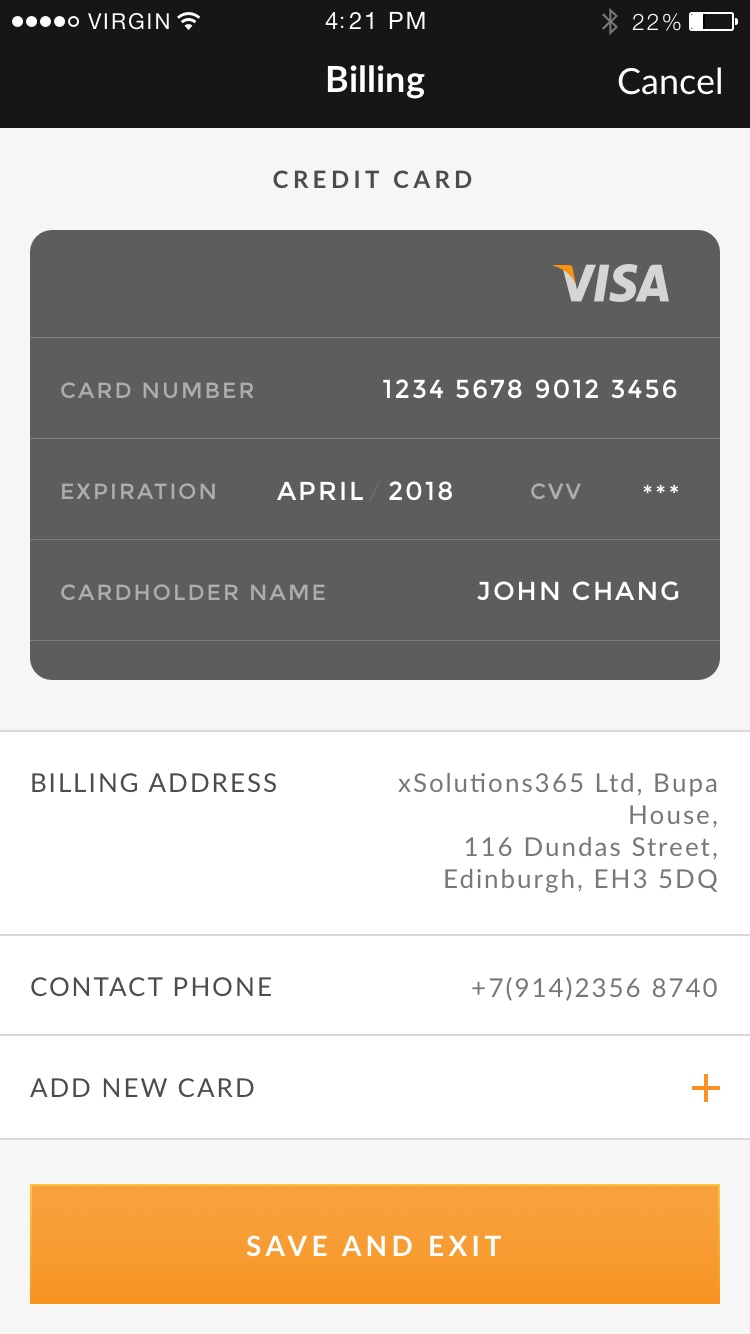 VIRGIN 4:21 PM 22%
Billing Cancel
CREDIT CARD
VISA
CARD NUMBER 1234 5678 9012 3456
EXPIRATION APRIL / 2018 CVV ***
CARDHOLDER NAME JOHN CHANG
BILLING ADDRESS xSolutions365 Ltd, Bupa
House,
116 Dundas Street,
Edinburgh, EH3 5DQ
CONTACT PHONE +7(914)2356 8740
ADD NEW CARD +
SAVE AND EXIT